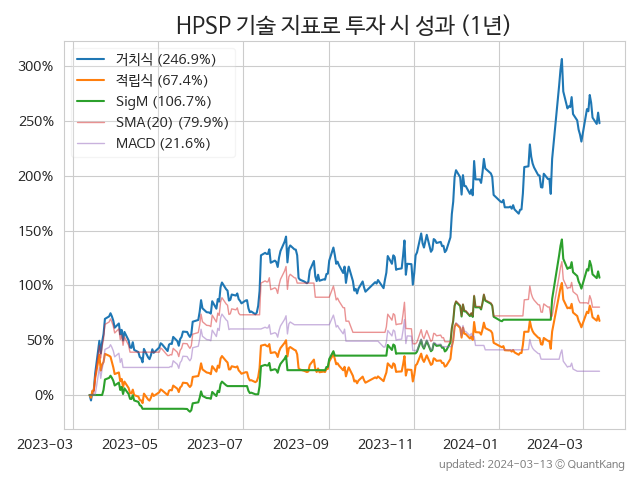 HPSP 기술 지표로 투자 시 성과 (1년)
거치식 (246.9%)
적립식 (67.4%)
SigM (106.7%)
SMA(20) (79.9%)
MACD (21.6%)
300%
250%
200%
150%
100%
50%
0%
2023-03 2023-05 2023-07 2023-09 2023-11 2024-01 2024-03
updated: 2024-03-13 © QuantKang